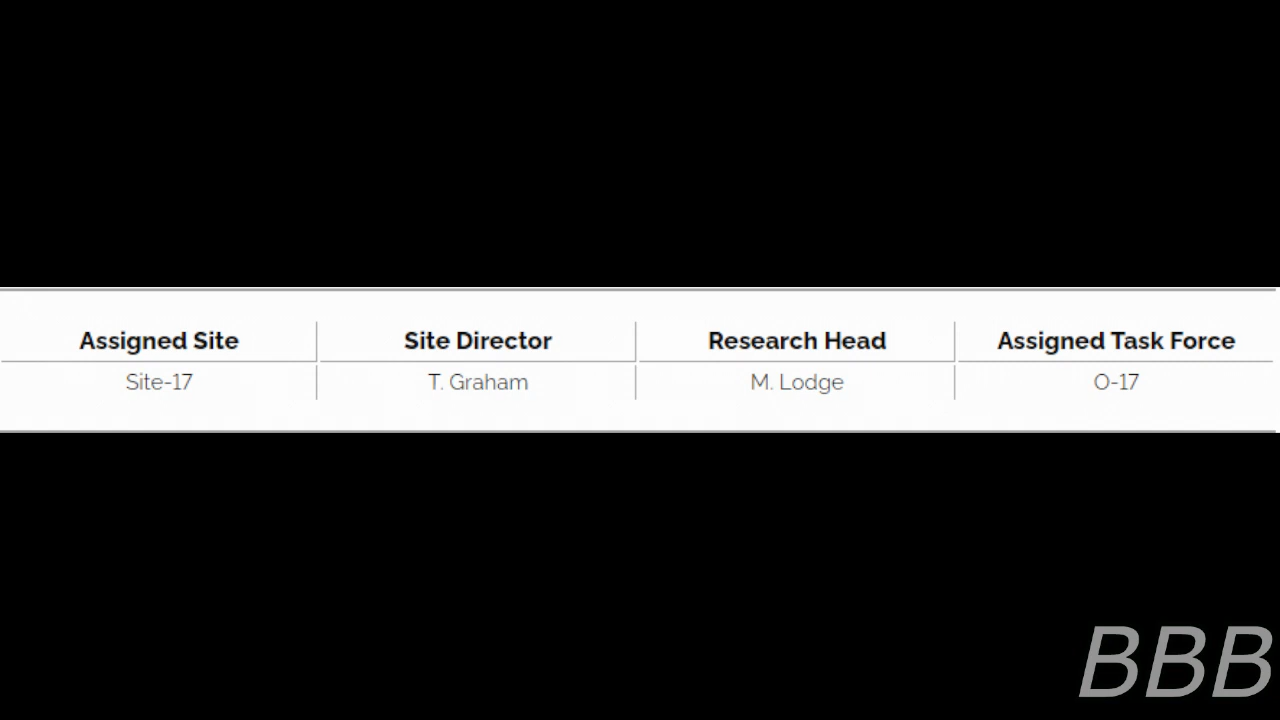 Assigned Site Site Director Research Head Assigned Task Force
Site-17 T. Graham M. Lodge O-17
BBB